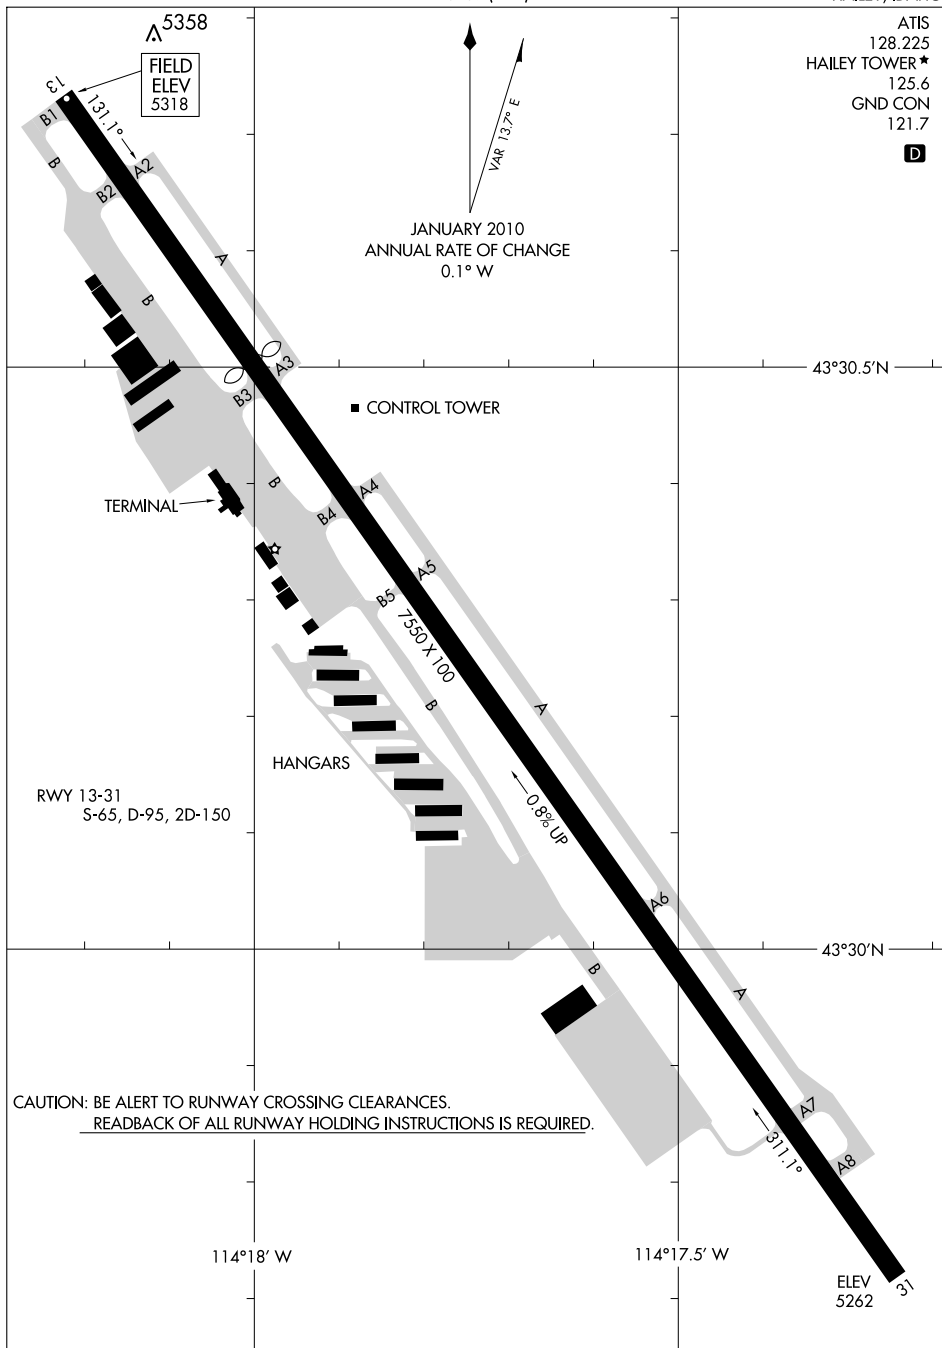 5358
FIELD
ELEV
5318
13
131.1°
VAR 13.7° E
JANUARY 2010
ANNUAL RATE OF CHANGE
0.1° W
ATIS
128.225
HAILEY TOWER★
125.6
GND CON
121.7
D
B1
B
B2
A2
A
B
A3
B3
43°30.5'N
CONTROL TOWER
TERMINAL
B
A4
B4
A5
B5
7550 X 100
B
A
HANGARS
RWY 13-31
S-65, D-95, 2D-150
0.8% UP
A6
43°30'N
B
A
CAUTION: BE ALERT TO RUNWAY CROSSING CLEARANCES.
READBACK OF ALL RUNWAY HOLDING INSTRUCTIONS IS REQUIRED.
A7
311.1°
A8
114°18' W
114°17.5' W
ELEV
5262
31